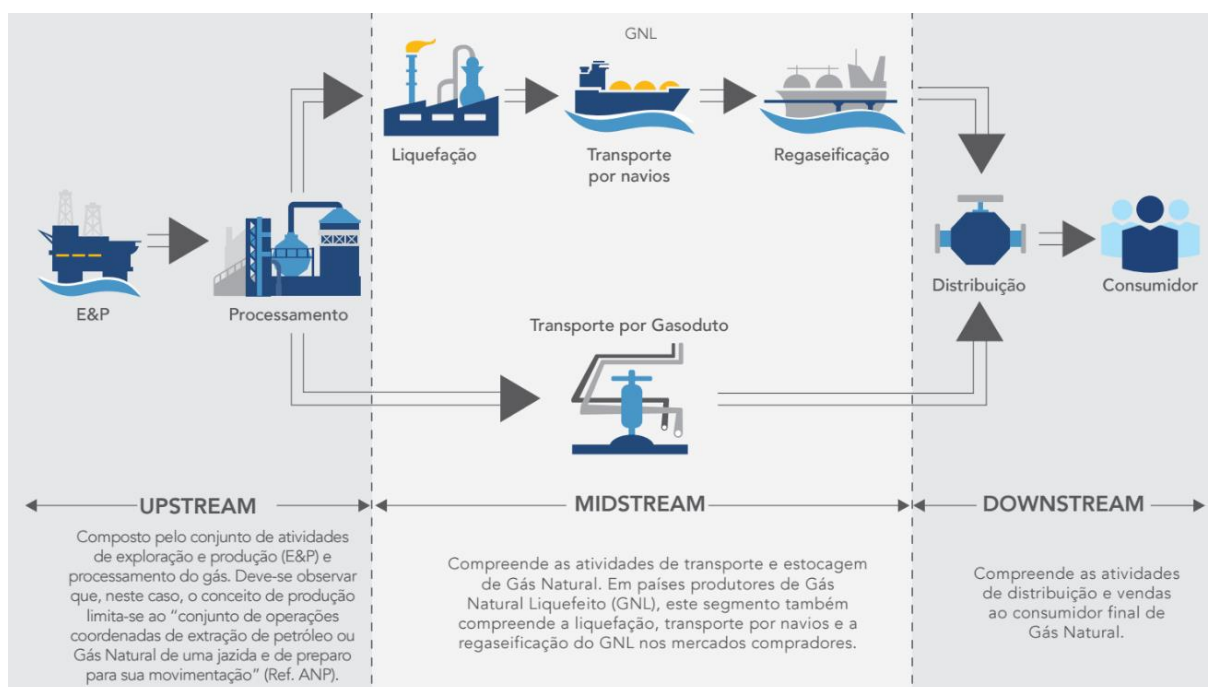 GNL
Liquefação
Transporte
por navios
Regaseificação
E&P
Processamento
Transporte por Gasoduto
Distribuição
Consumidor
UPSTREAM
Composto pelo conjunto de atividades
de exploração e produção (E&P) e
processamento do gás. Deve-se observar
que, neste caso, o conceito de produção
limita-se ao “conjunto de operações
coordenadas de extração de petróleo ou
Gás Natural de uma jazida e de preparo
para sua movimentação” (Ref. ANP).
MIDSTREAM
Compreende as atividades de transporte e estocagem
de Gás Natural. Em países produtores de Gás
Natural Liquefeito (GNL), este segmento também
compreende a liquefação, transporte por navios e a
regaseificação do GNL nos mercados compradores.
DOWNSTREAM
Compreende as atividades
de distribuição e vendas
ao consumidor final de
Gás Natural.